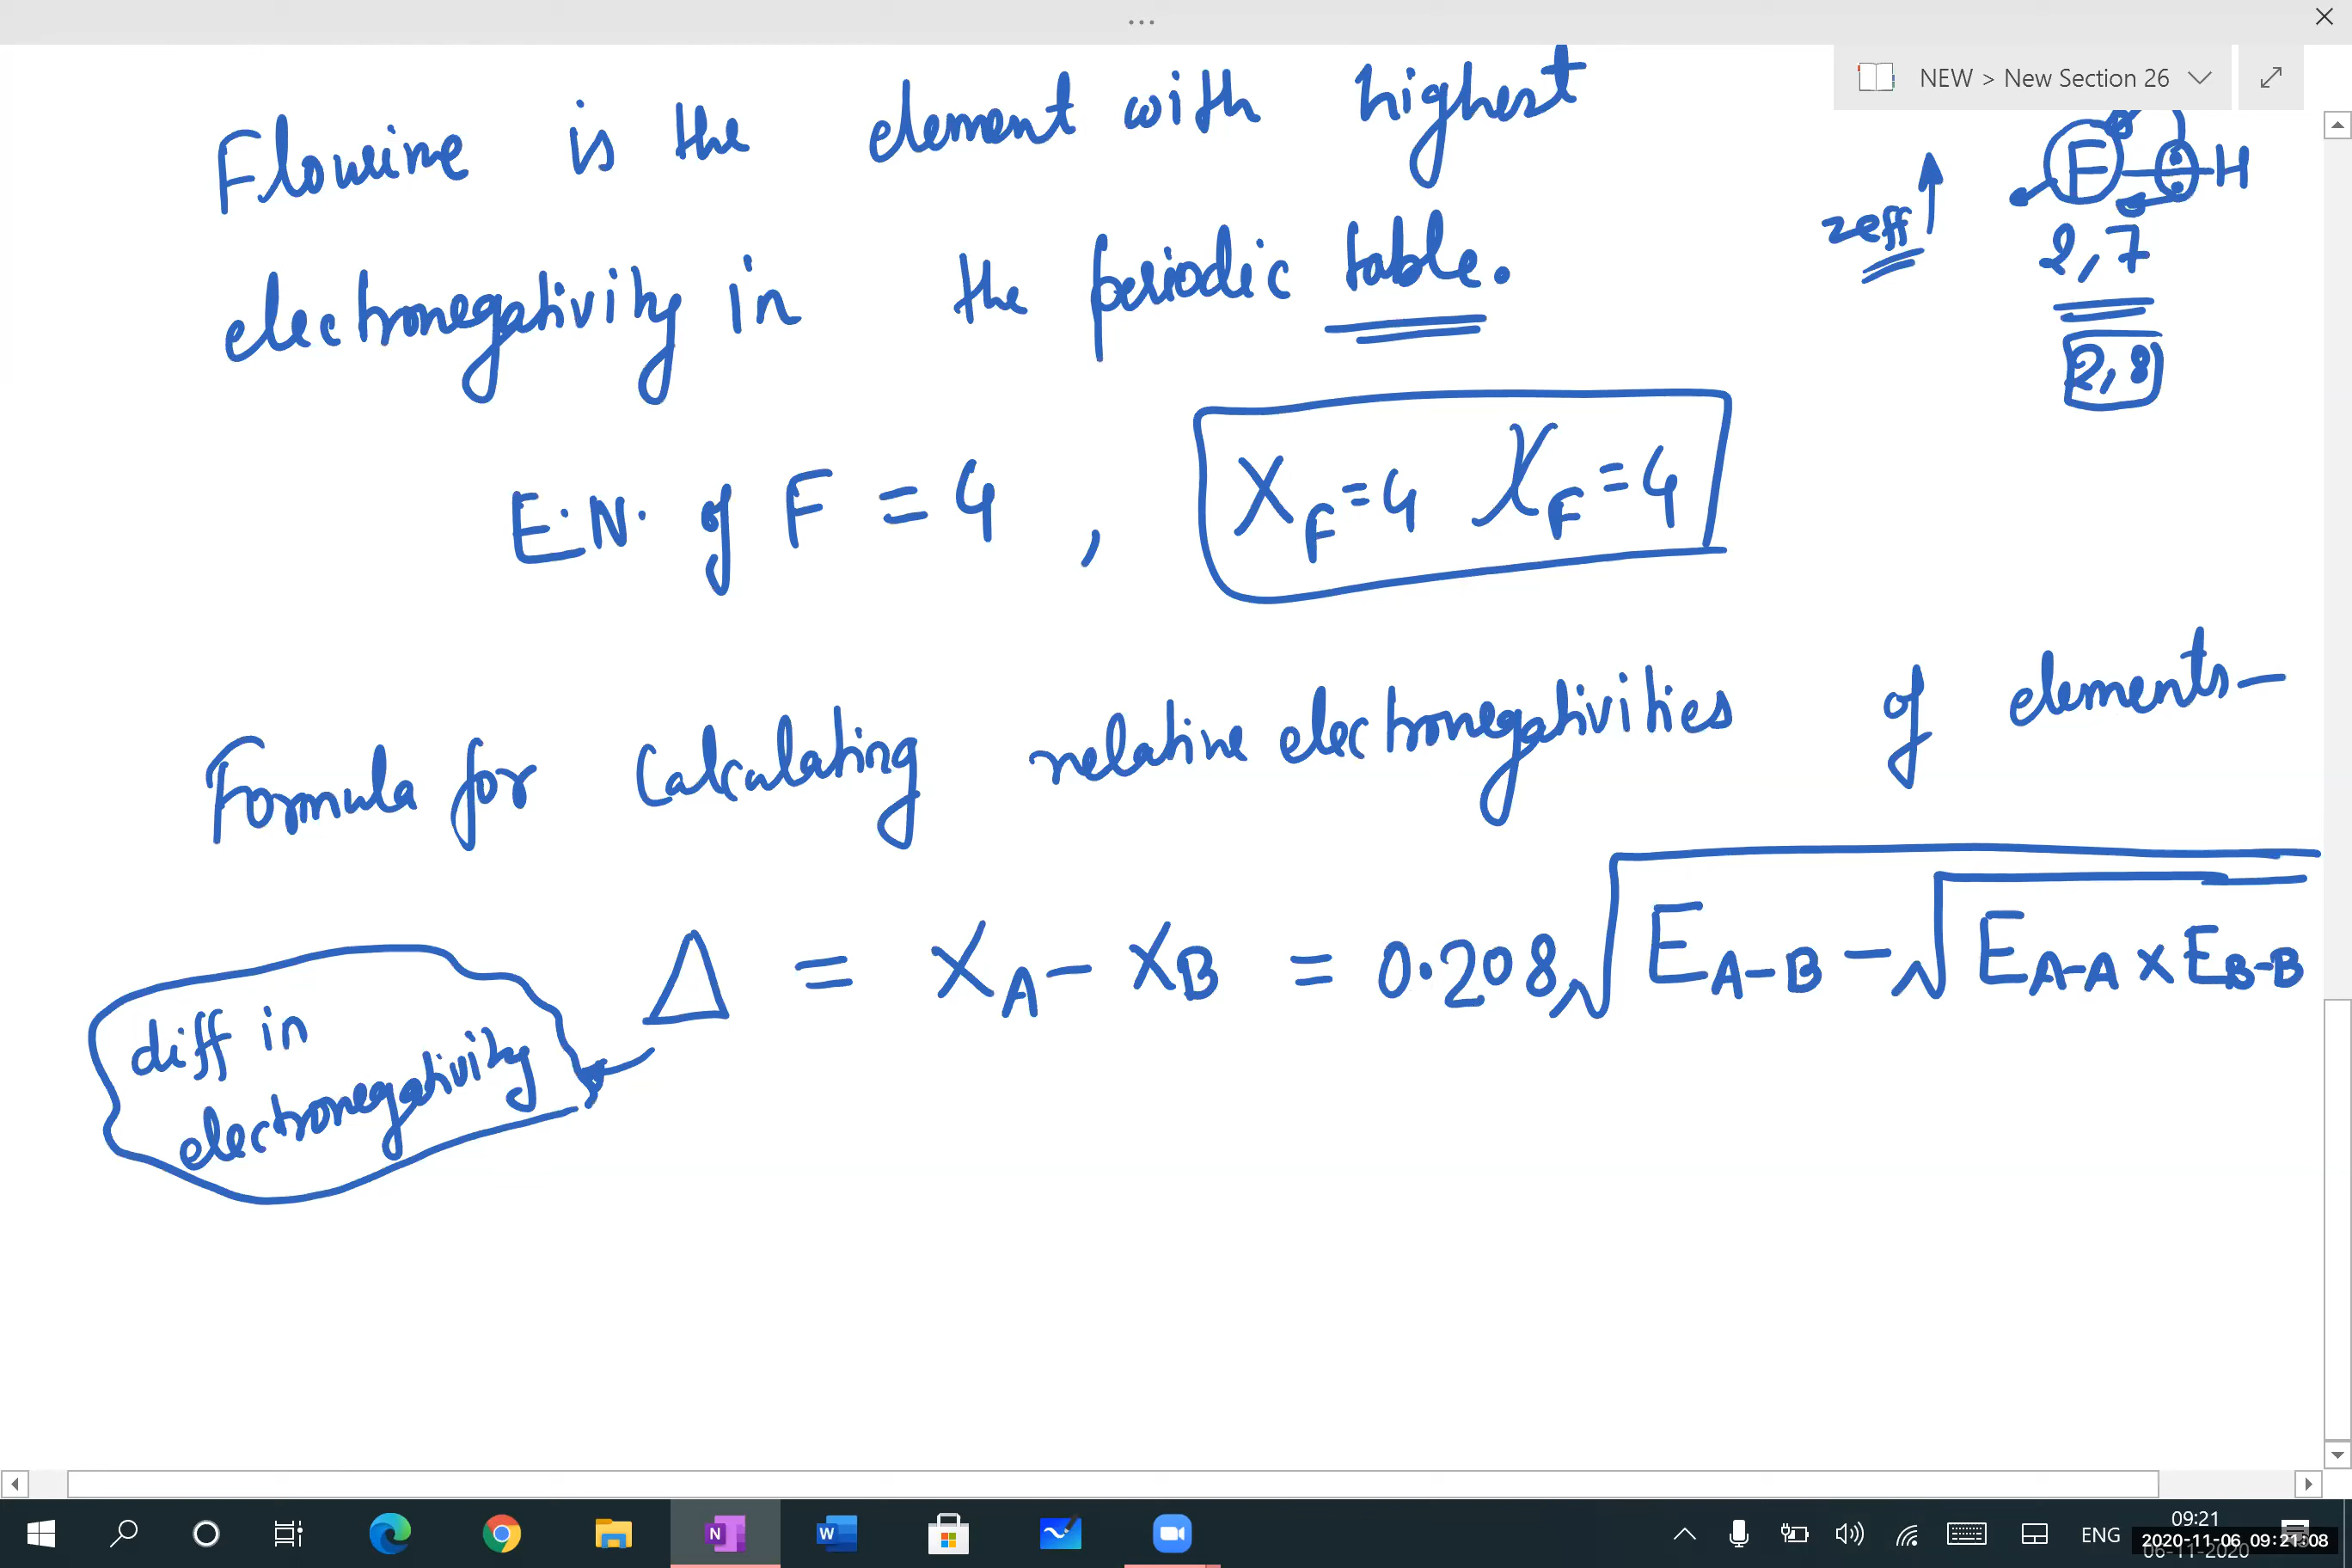 ...
NEW > New Section 26
Flourine is the element with highest
electronegativity in the periodic table.
zeff ↑
F
H
2,7
2,8
E.N. of F = 4 , X_F = 4 χ_F = 4
Formula for Calculating relative electronegativities of elements —
Δ = X_A - X_B = 0.208 √(E_A-B - √(E_A-A × E_B-B))
diff in
electronegativity
ENG
09:21
2020-11-06 09:21:08
06-11-2020